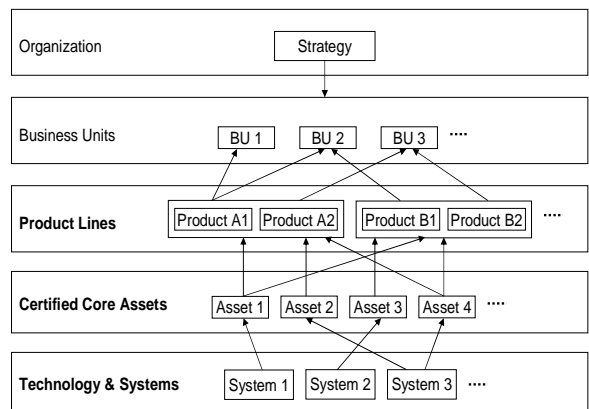 Organization
Strategy
Business Units
BU 1 BU 2 BU 3 ....
Product Lines
Product A1 Product A2 Product B1 Product B2 ....
Certified Core Assets
Asset 1 Asset 2 Asset 3 Asset 4 ....
Technology & Systems
System 1 System 2 System 3 ....